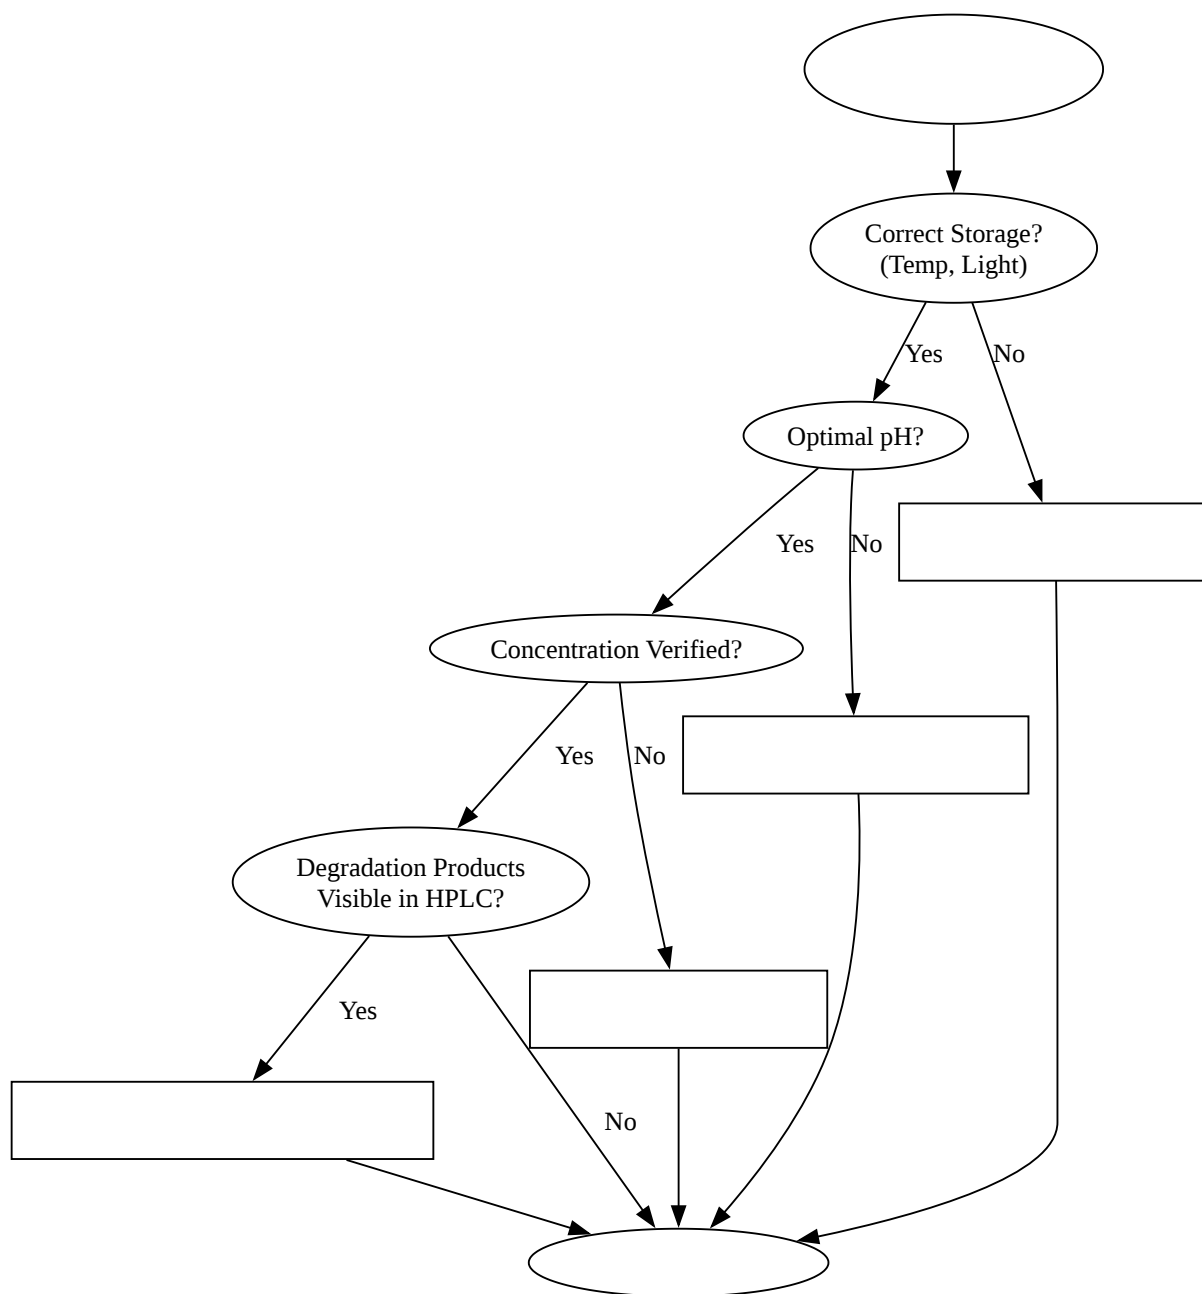 Correct Storage?
(Temp, Light)
Yes
No
Optimal pH?
Yes
No
Concentration Verified?
Yes
No
Degradation Products
Visible in HPLC?
Yes
No